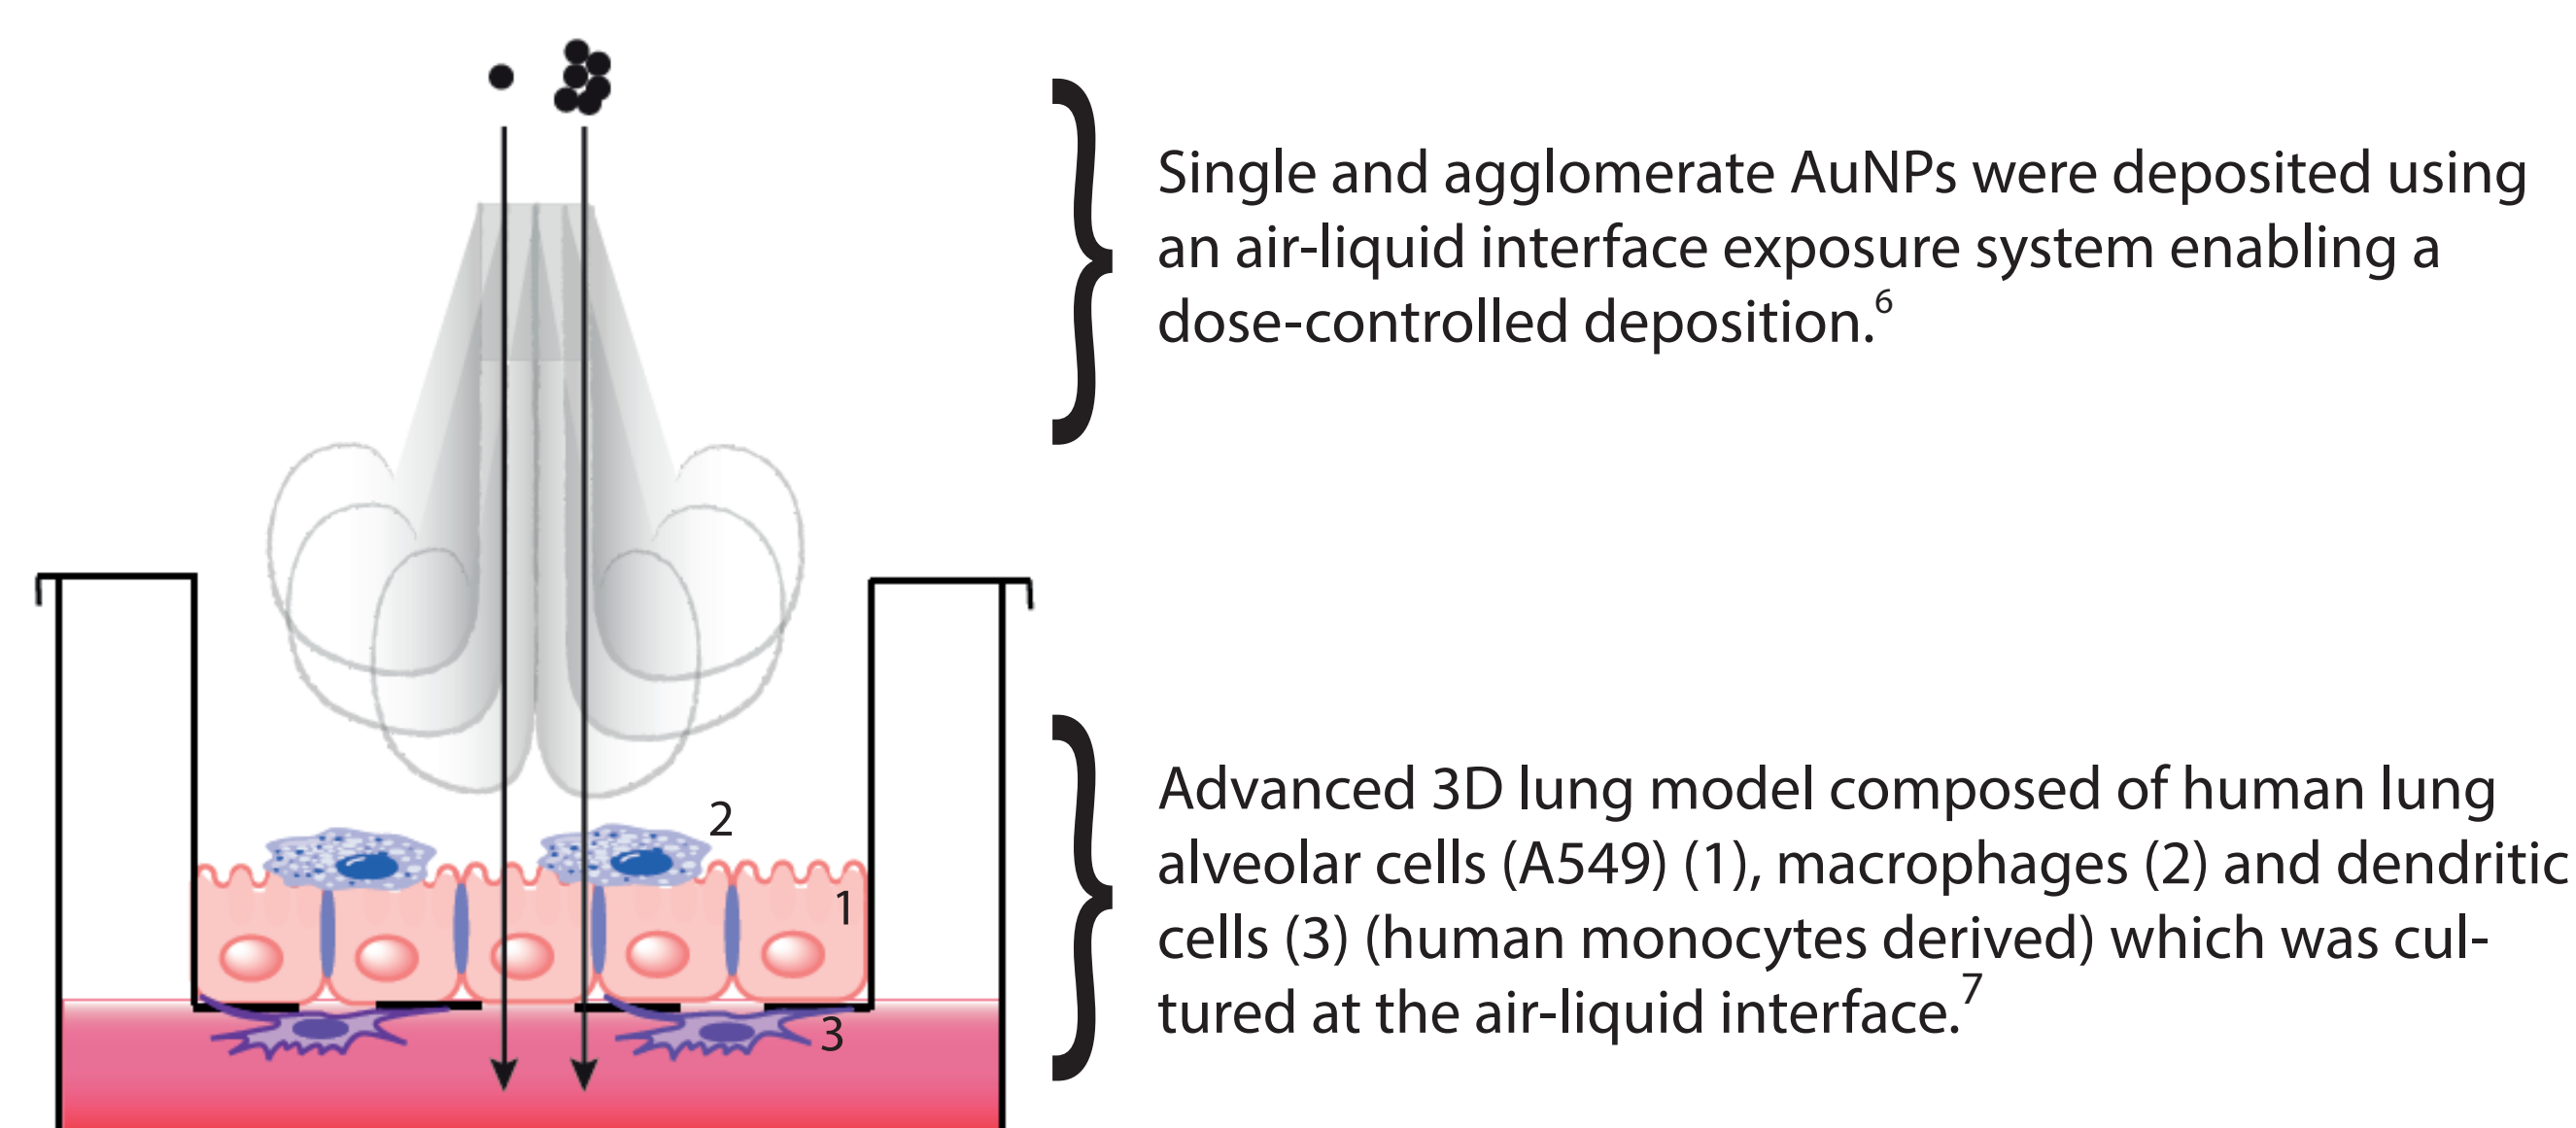 Single and agglomerate AuNPs were deposited using
an air-liquid interface exposure system enabling a
dose-controlled deposition.6
2
1
3
Advanced 3D lung model composed of human lung
alveolar cells (A549) (1), macrophages (2) and dendritic
cells (3) (human monocytes derived) which was cul-
tured at the air-liquid interface.7